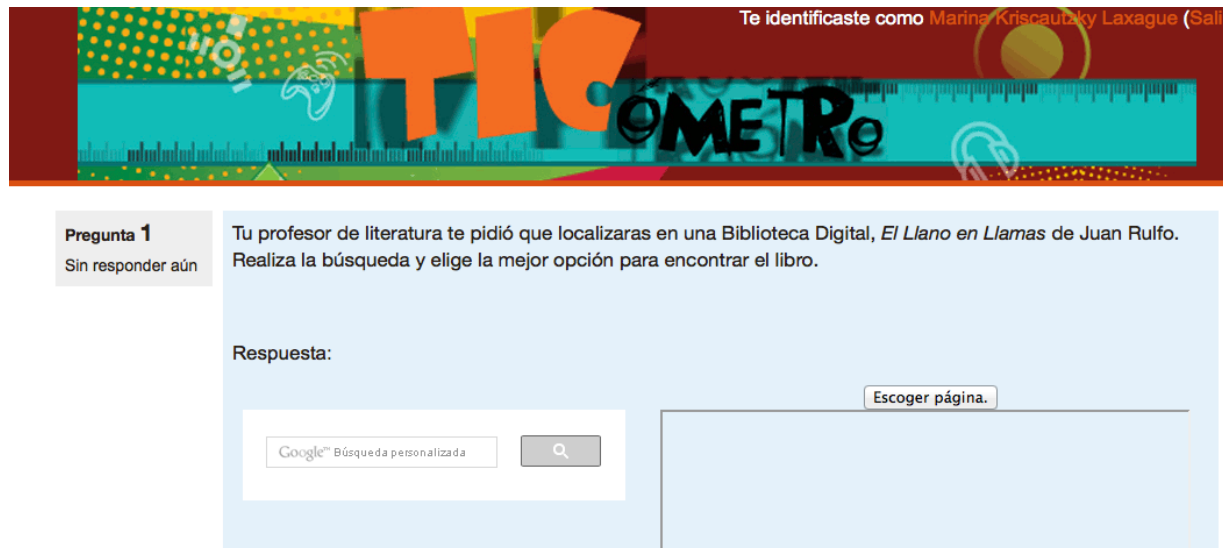 Te identificaste como Marina Kriscautzky Laxague (Sali
TICÓMETRO
Pregunta 1
Sin responder aún
Tu profesor de literatura te pidió que localizaras en una Biblioteca Digital, El Llano en Llamas de Juan Rulfo.
Realiza la búsqueda y elige la mejor opción para encontrar el libro.
Respuesta:
Escoger página.
Google™ Búsqueda personalizada